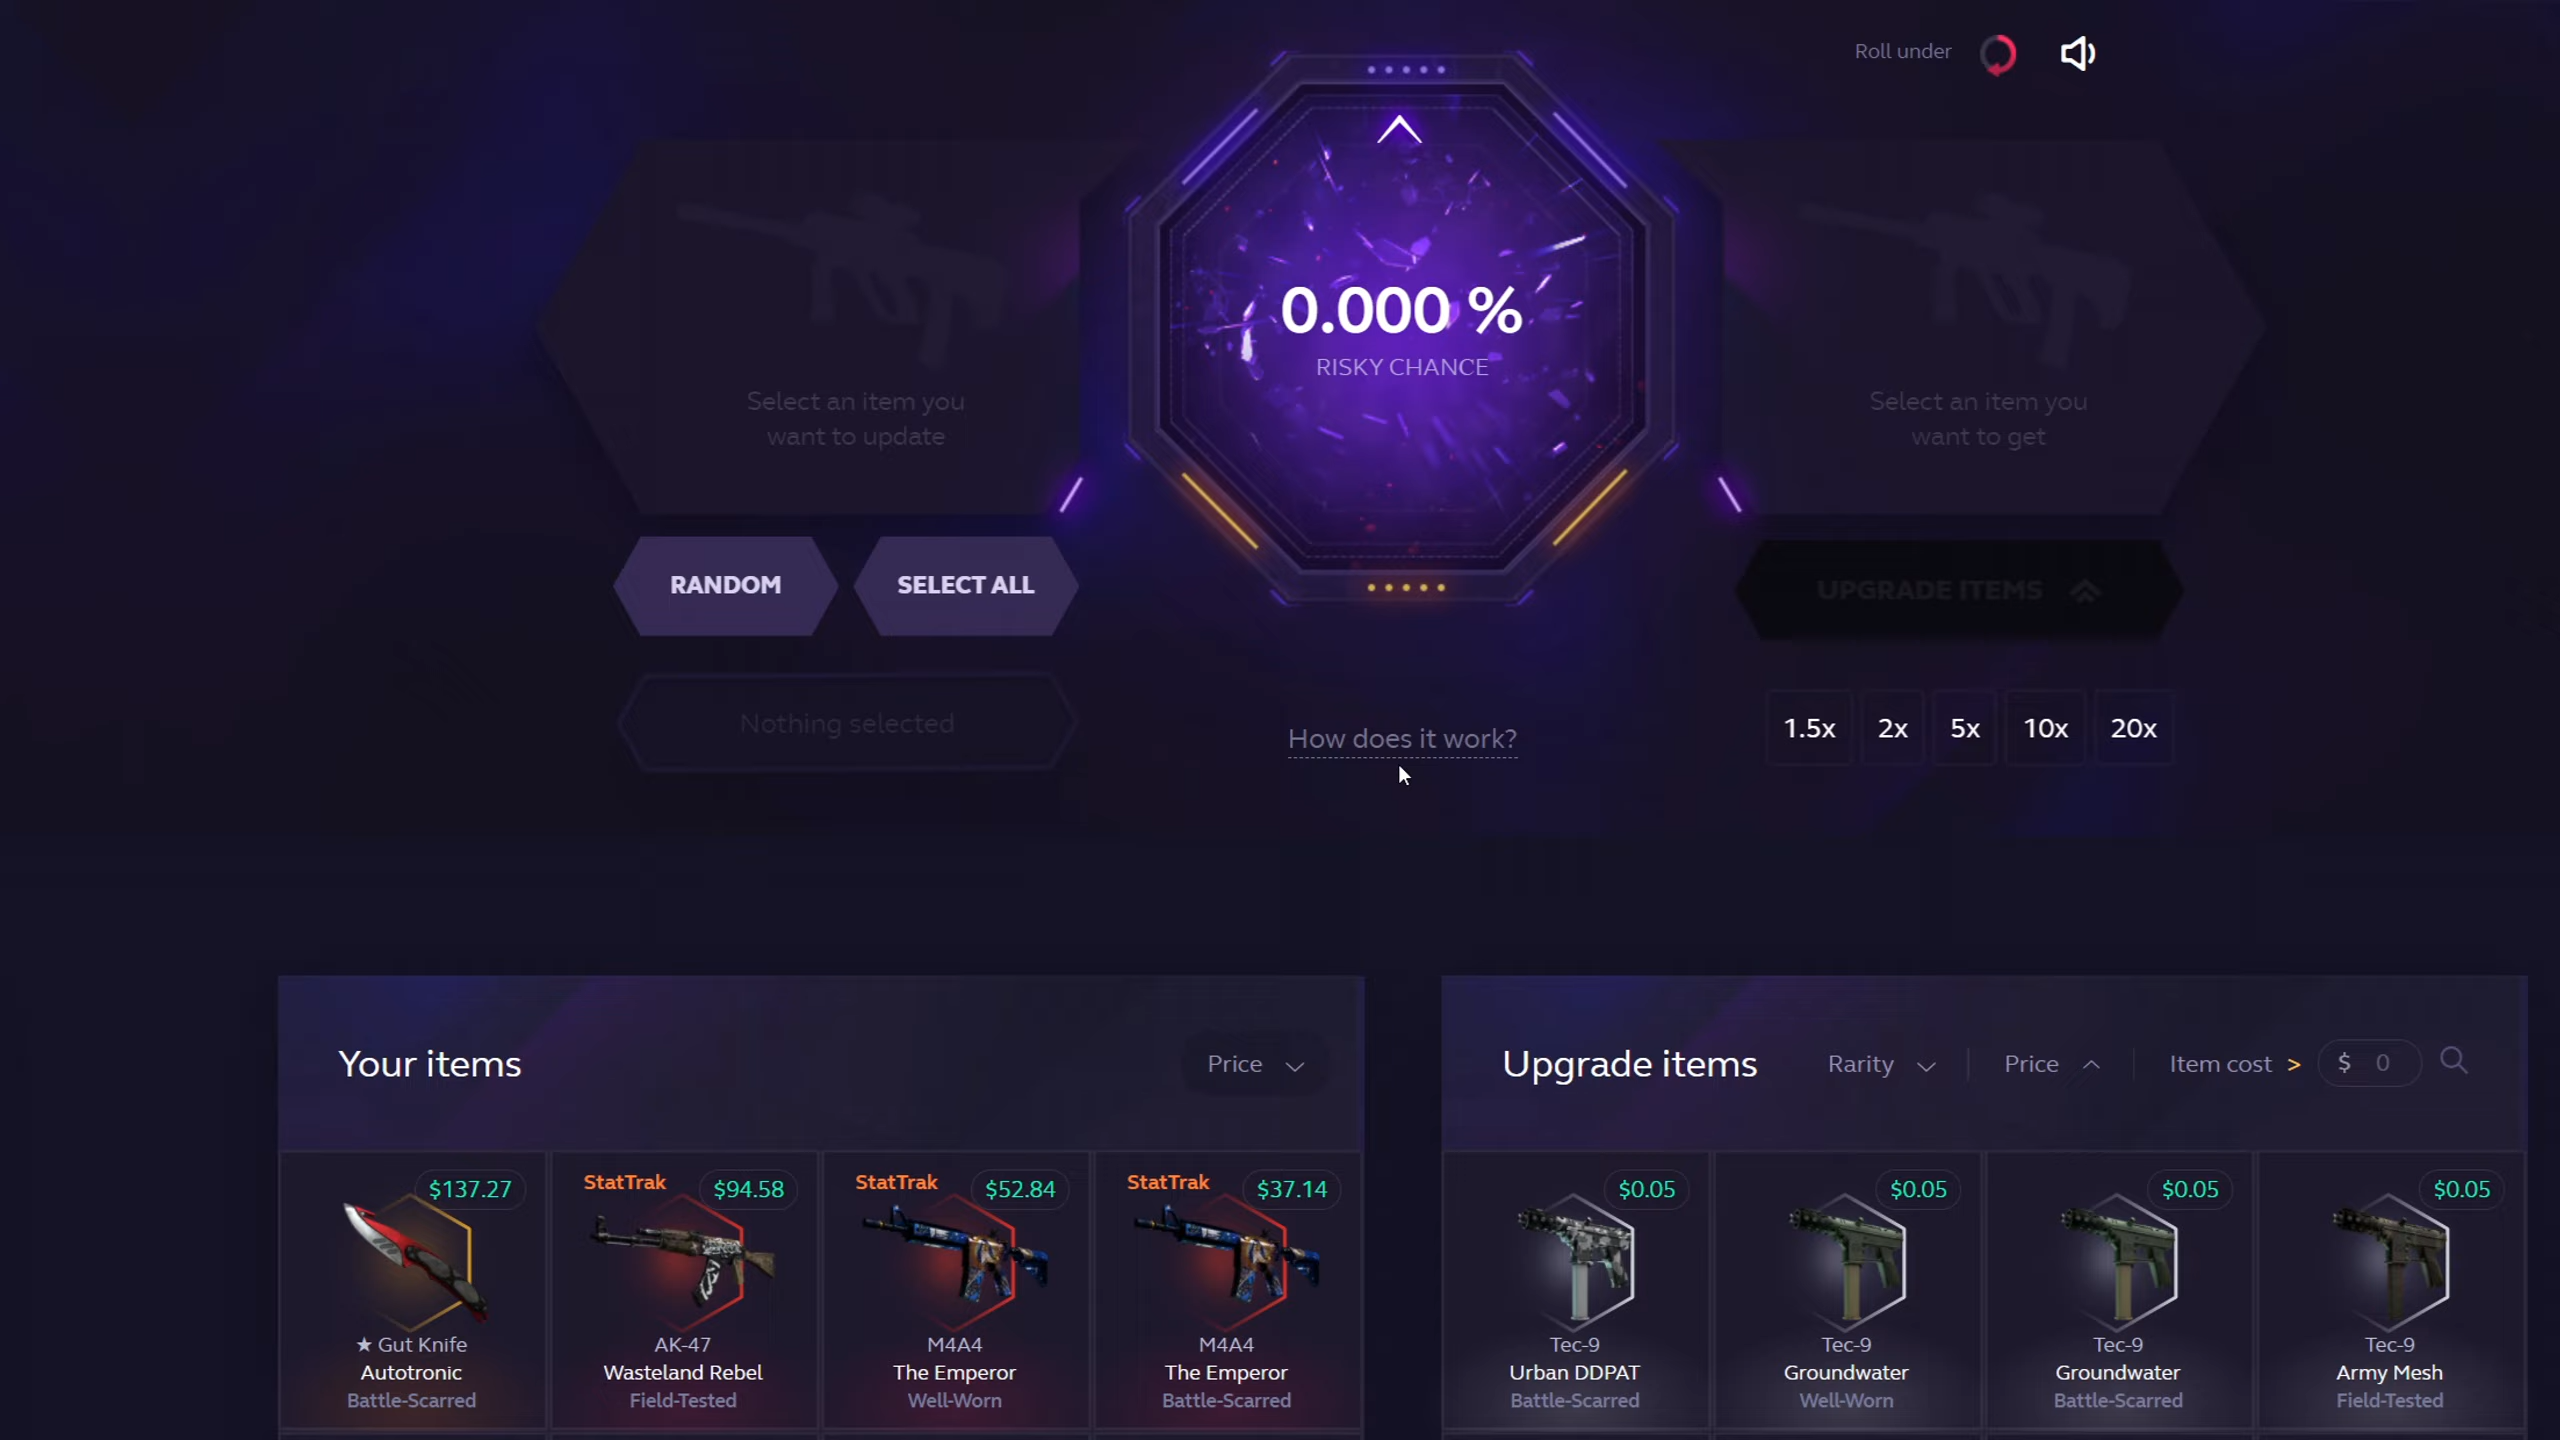 Roll under
0.000 %
RISKY CHANCE
Select an item you
want to update
Select an item you
want to get
RANDOM
SELECT ALL
UPGRADE ITEMS
Nothing selected
How does it work?
1.5x
2x
5x
10x
20x
Your items
Price
Upgrade items
Rarity
Price
Item cost >
$ 0
$137.27
★ Gut Knife
Autotronic
Battle-Scarred
StatTrak
$94.58
AK-47
Wasteland Rebel
Field-Tested
StatTrak
$52.84
M4A4
The Emperor
Well-Worn
StatTrak
$37.14
M4A4
The Emperor
Battle-Scarred
$0.05
Tec-9
Urban DDPAT
Battle-Scarred
$0.05
Tec-9
Groundwater
Well-Worn
$0.05
Tec-9
Groundwater
Battle-Scarred
$0.05
Tec-9
Army Mesh
Field-Tested